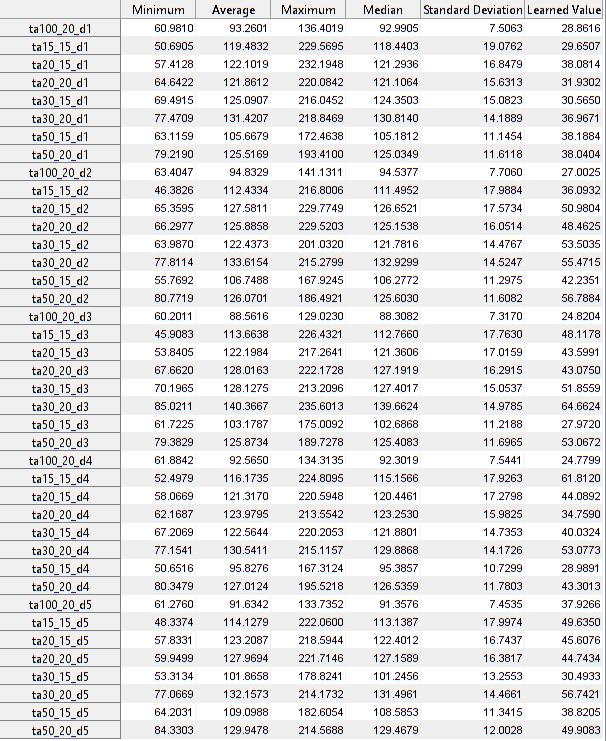 Minimum Average Maximum Median Standard Deviation Learned Value
ta100_20_d1 60.9810 93.2601 136.4019 92.9905 7.5063 28.8616
ta15_15_d1 50.6905 119.4832 229.5695 118.4403 19.0762 29.6507
ta20_15_d1 57.4128 122.1019 232.1948 121.2936 16.8479 38.0814
ta20_20_d1 64.6422 121.8612 220.0842 121.1064 15.6313 31.9302
ta30_15_d1 69.4915 125.0907 216.0452 124.3503 15.0823 30.5650
ta30_20_d1 77.4709 131.4207 218.8469 130.8140 14.1889 36.9671
ta50_15_d1 63.1159 105.6679 172.4638 105.1812 11.1454 38.1884
ta50_20_d1 79.2190 125.5169 193.4100 125.0349 11.6118 38.0404
ta100_20_d2 63.4047 94.8329 141.1311 94.5377 7.7060 27.0025
ta15_15_d2 46.3826 112.4334 216.8006 111.4952 17.9884 36.0932
ta20_15_d2 65.3595 127.5811 229.7749 126.6521 17.5734 50.9804
ta20_20_d2 66.2977 125.8858 229.5203 125.1538 16.0514 48.4625
ta30_15_d2 63.9870 122.4373 201.0320 121.7816 14.4767 53.5035
ta30_20_d2 77.8114 133.6154 215.2799 132.9299 14.5247 55.4715
ta50_15_d2 55.7692 106.7488 167.9245 106.2772 11.2975 42.2351
ta50_20_d2 80.7719 126.0701 186.4921 125.6030 11.6082 56.7884
ta100_20_d3 60.2011 88.5616 129.0230 88.3082 7.3170 24.8204
ta15_15_d3 45.9083 113.6638 226.4321 112.7660 17.7630 48.1178
ta20_15_d3 53.8405 122.1984 217.2641 121.3606 17.0159 43.5991
ta20_20_d3 67.6620 128.0163 222.1728 127.1919 16.2915 43.0750
ta30_15_d3 70.1965 128.1275 213.2096 127.4017 15.0537 51.8559
ta30_20_d3 85.0211 140.3667 235.6013 139.6624 14.9785 64.6624
ta50_15_d3 61.7225 103.1787 175.0092 102.6868 11.2188 27.9720
ta50_20_d3 79.3829 125.8734 189.7278 125.4083 11.6965 53.0672
ta100_20_d4 61.8842 92.5650 134.3135 92.3019 7.5441 24.7799
ta15_15_d4 52.4979 116.1735 224.8095 115.1566 17.9263 61.8120
ta20_15_d4 58.0669 121.3170 220.5948 120.4461 17.2798 44.0892
ta20_20_d4 62.1687 123.9795 213.5542 123.2530 15.9825 34.7590
ta30_15_d4 67.2069 122.5644 220.2053 121.8801 14.7353 40.0324
ta30_20_d4 77.1541 130.5411 215.1157 129.8868 14.1726 53.0773
ta50_15_d4 50.6516 95.8276 167.3124 95.3857 10.7299 28.9891
ta50_20_d4 80.3479 127.0124 195.5218 126.5359 11.7803 43.3013
ta100_20_d5 61.2760 91.6342 133.7352 91.3576 7.4535 37.9266
ta15_15_d5 48.3374 114.1279 222.0600 113.1387 17.9974 49.6350
ta20_15_d5 57.8331 123.2087 218.5944 122.4012 16.7437 45.6076
ta20_20_d5 59.9499 127.9694 221.7146 127.1589 16.3817 44.7434
ta30_15_d5 53.3134 101.8658 178.8241 101.2456 13.2553 30.4933
ta30_20_d5 77.0669 132.1573 214.1732 131.4961 14.4661 56.7421
ta50_15_d5 64.2031 109.0988 182.6054 108.5853 11.3415 38.8205
ta50_20_d5 84.3303 129.9478 214.5688 129.4679 12.0028 49.9083